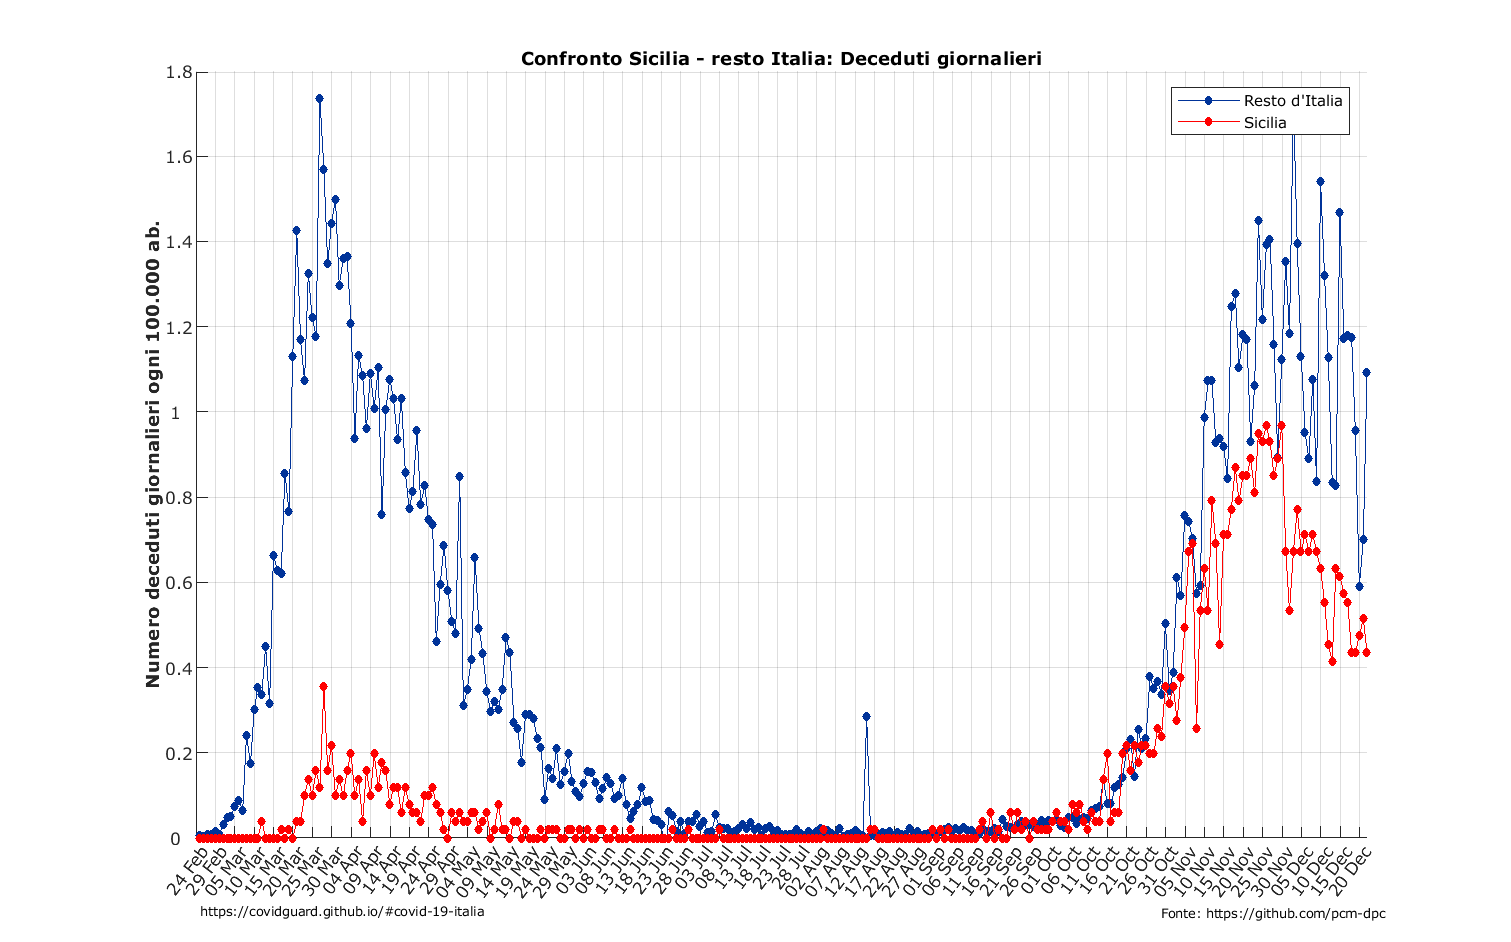 Confronto Sicilia - resto Italia: Deceduti giornalieri
Resto d'Italia
Sicilia
Numero deceduti giornalieri ogni 100.000 ab.
1.8
1.6
1.4
1.2
1
0.8
0.6
0.4
0.2
0
24 Feb
29 Feb
05 Mar
10 Mar
15 Mar
20 Mar
25 Mar
30 Mar
04 Apr
09 Apr
14 Apr
19 Apr
24 Apr
29 Apr
04 May
09 May
14 May
19 May
24 May
29 May
03 Jun
08 Jun
13 Jun
18 Jun
23 Jun
28 Jun
03 Jul
08 Jul
13 Jul
18 Jul
23 Jul
28 Jul
02 Aug
07 Aug
12 Aug
17 Aug
22 Aug
27 Aug
01 Sep
06 Sep
11 Sep
16 Sep
21 Sep
26 Sep
01 Oct
06 Oct
11 Oct
16 Oct
21 Oct
26 Oct
31 Oct
05 Nov
10 Nov
15 Nov
20 Nov
25 Nov
30 Nov
05 Dec
10 Dec
15 Dec
20 Dec
https://covidguard.github.io/#covid-19-italia
Fonte: https://github.com/pcm-dpc